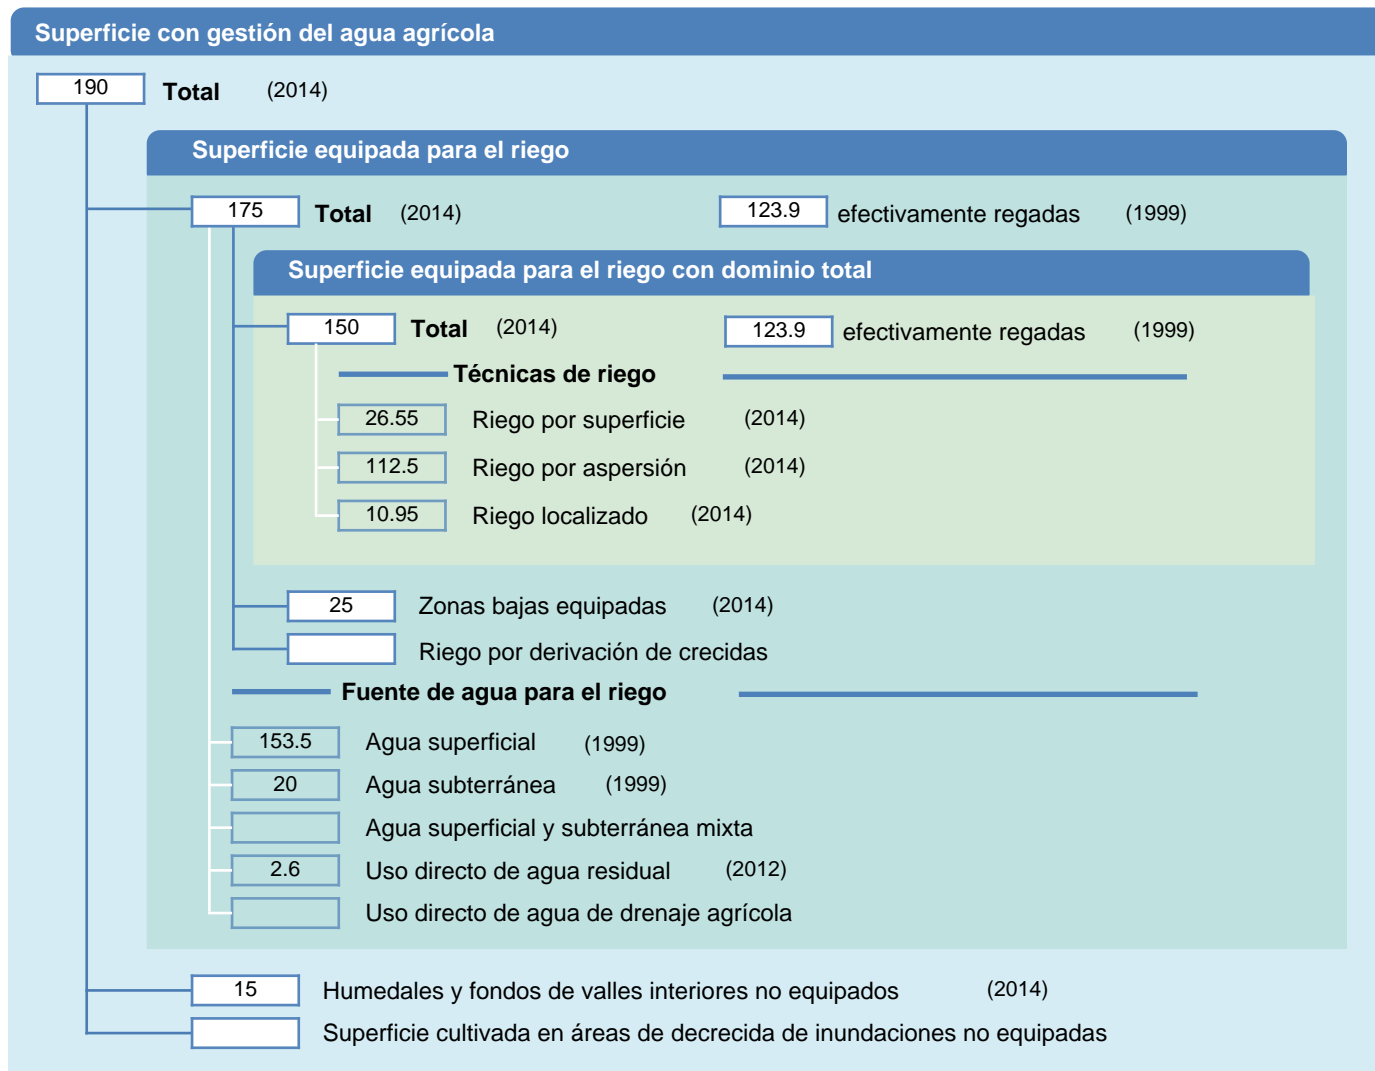 Superficie con gestión del agua agrícola
190 Total (2014)
Superficie equipada para el riego
175 Total (2014) 123.9 efectivamente regadas (1999)
Superficie equipada para el riego con dominio total
150 Total (2014) 123.9 efectivamente regadas (1999)
Técnicas de riego
26.55 Riego por superficie (2014)
112.5 Riego por aspersión (2014)
10.95 Riego localizado (2014)
25 Zonas bajas equipadas (2014)
Riego por derivación de crecidas
Fuente de agua para el riego
153.5 Agua superficial (1999)
20 Agua subterránea (1999)
Agua superficial y subterránea mixta
2.6 Uso directo de agua residual (2012)
Uso directo de agua de drenaje agrícola
15 Humedales y fondos de valles interiores no equipados (2014)
Superficie cultivada en áreas de decrecida de inundaciones no equipadas